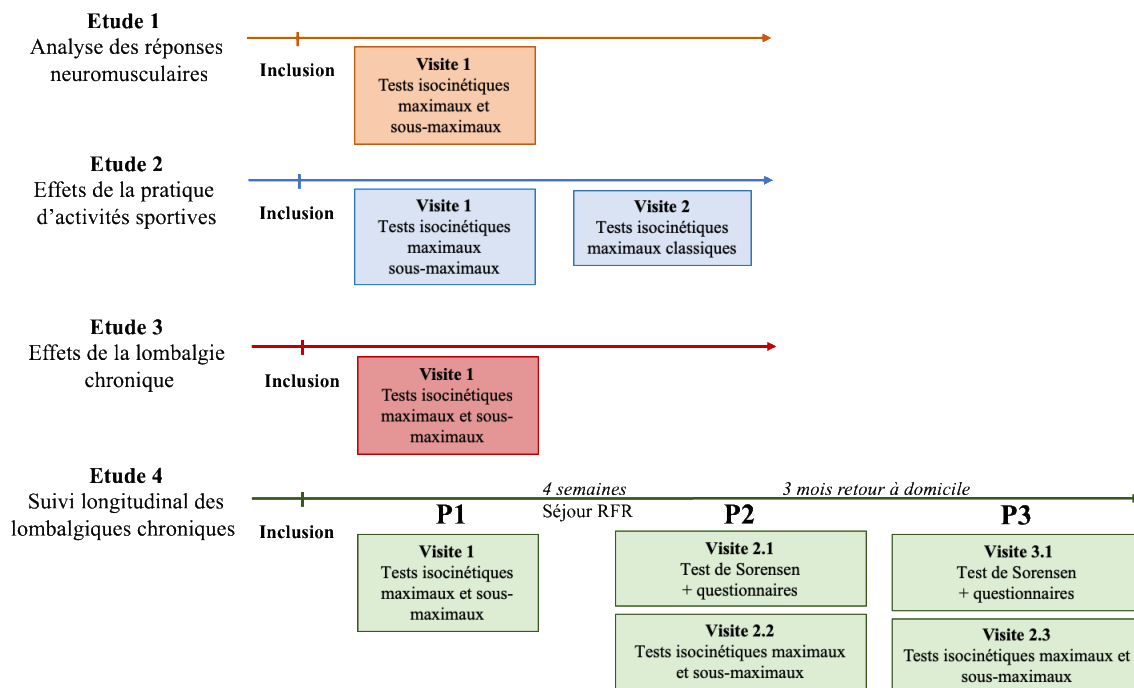 Etude 1
Analyse des réponses
neuromusculaires
Inclusion
Visite 1
Tests isocinétiques
maximaux et
sous-maximaux
Etude 2
Effets de la pratique
d'activités sportives
Inclusion
Visite 1
Tests isocinétiques
maximaux
sous-maximaux
Visite 2
Tests isocinétiques
maximaux classiques
Etude 3
Effets de la lombalgie
chronique
Inclusion
Visite 1
Tests isocinétiques
maximaux et sous-
maximaux
Etude 4
Suivi longitudinal des
lombalgiques chroniques
Inclusion
4 semaines
Séjour RFR
3 mois retour à domicile
P1
Visite 1
Tests isocinétiques
maximaux et sous-
maximaux
P2
Visite 2.1
Test de Sorensen
+ questionnaires
Visite 2.2
Tests isocinétiques maximaux
et sous-maximaux
P3
Visite 3.1
Test de Sorensen
+ questionnaires
Visite 2.3
Tests isocinétiques maximaux et
sous-maximaux